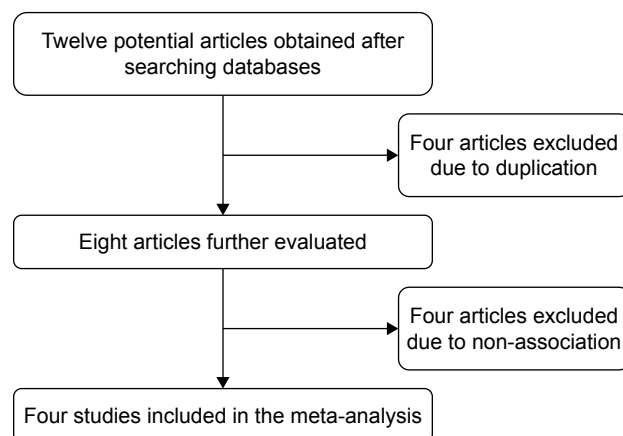 Twelve potential articles obtained after
searching databases
Four articles excluded
due to duplication
Eight articles further evaluated
Four articles excluded
due to non-association
Four studies included in the meta-analysis